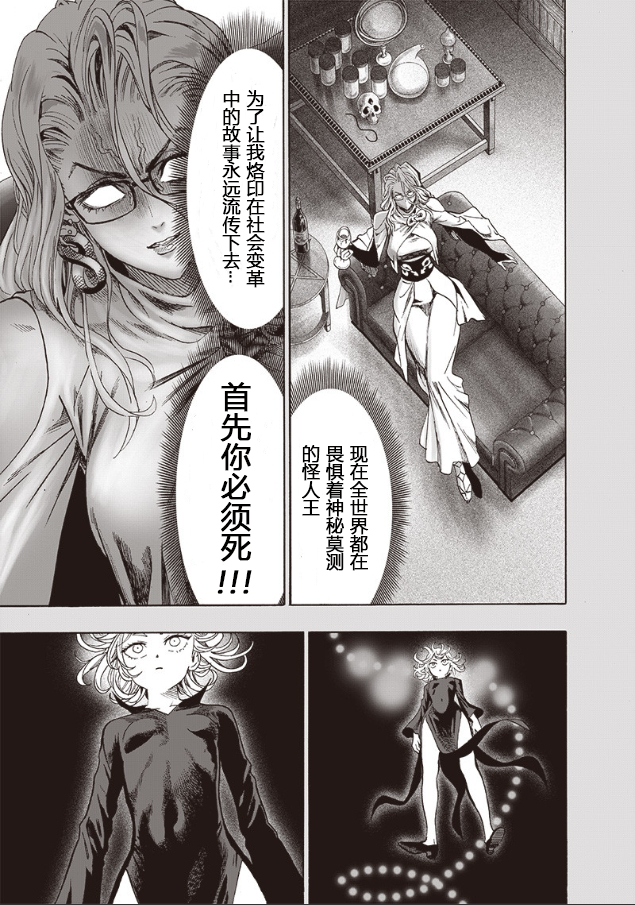 现在全世界都在
畏惧着神秘莫测
的怪人王
为了让我烙印在社会变革
中的故事永远流传下去…
首先你必须死
!!!